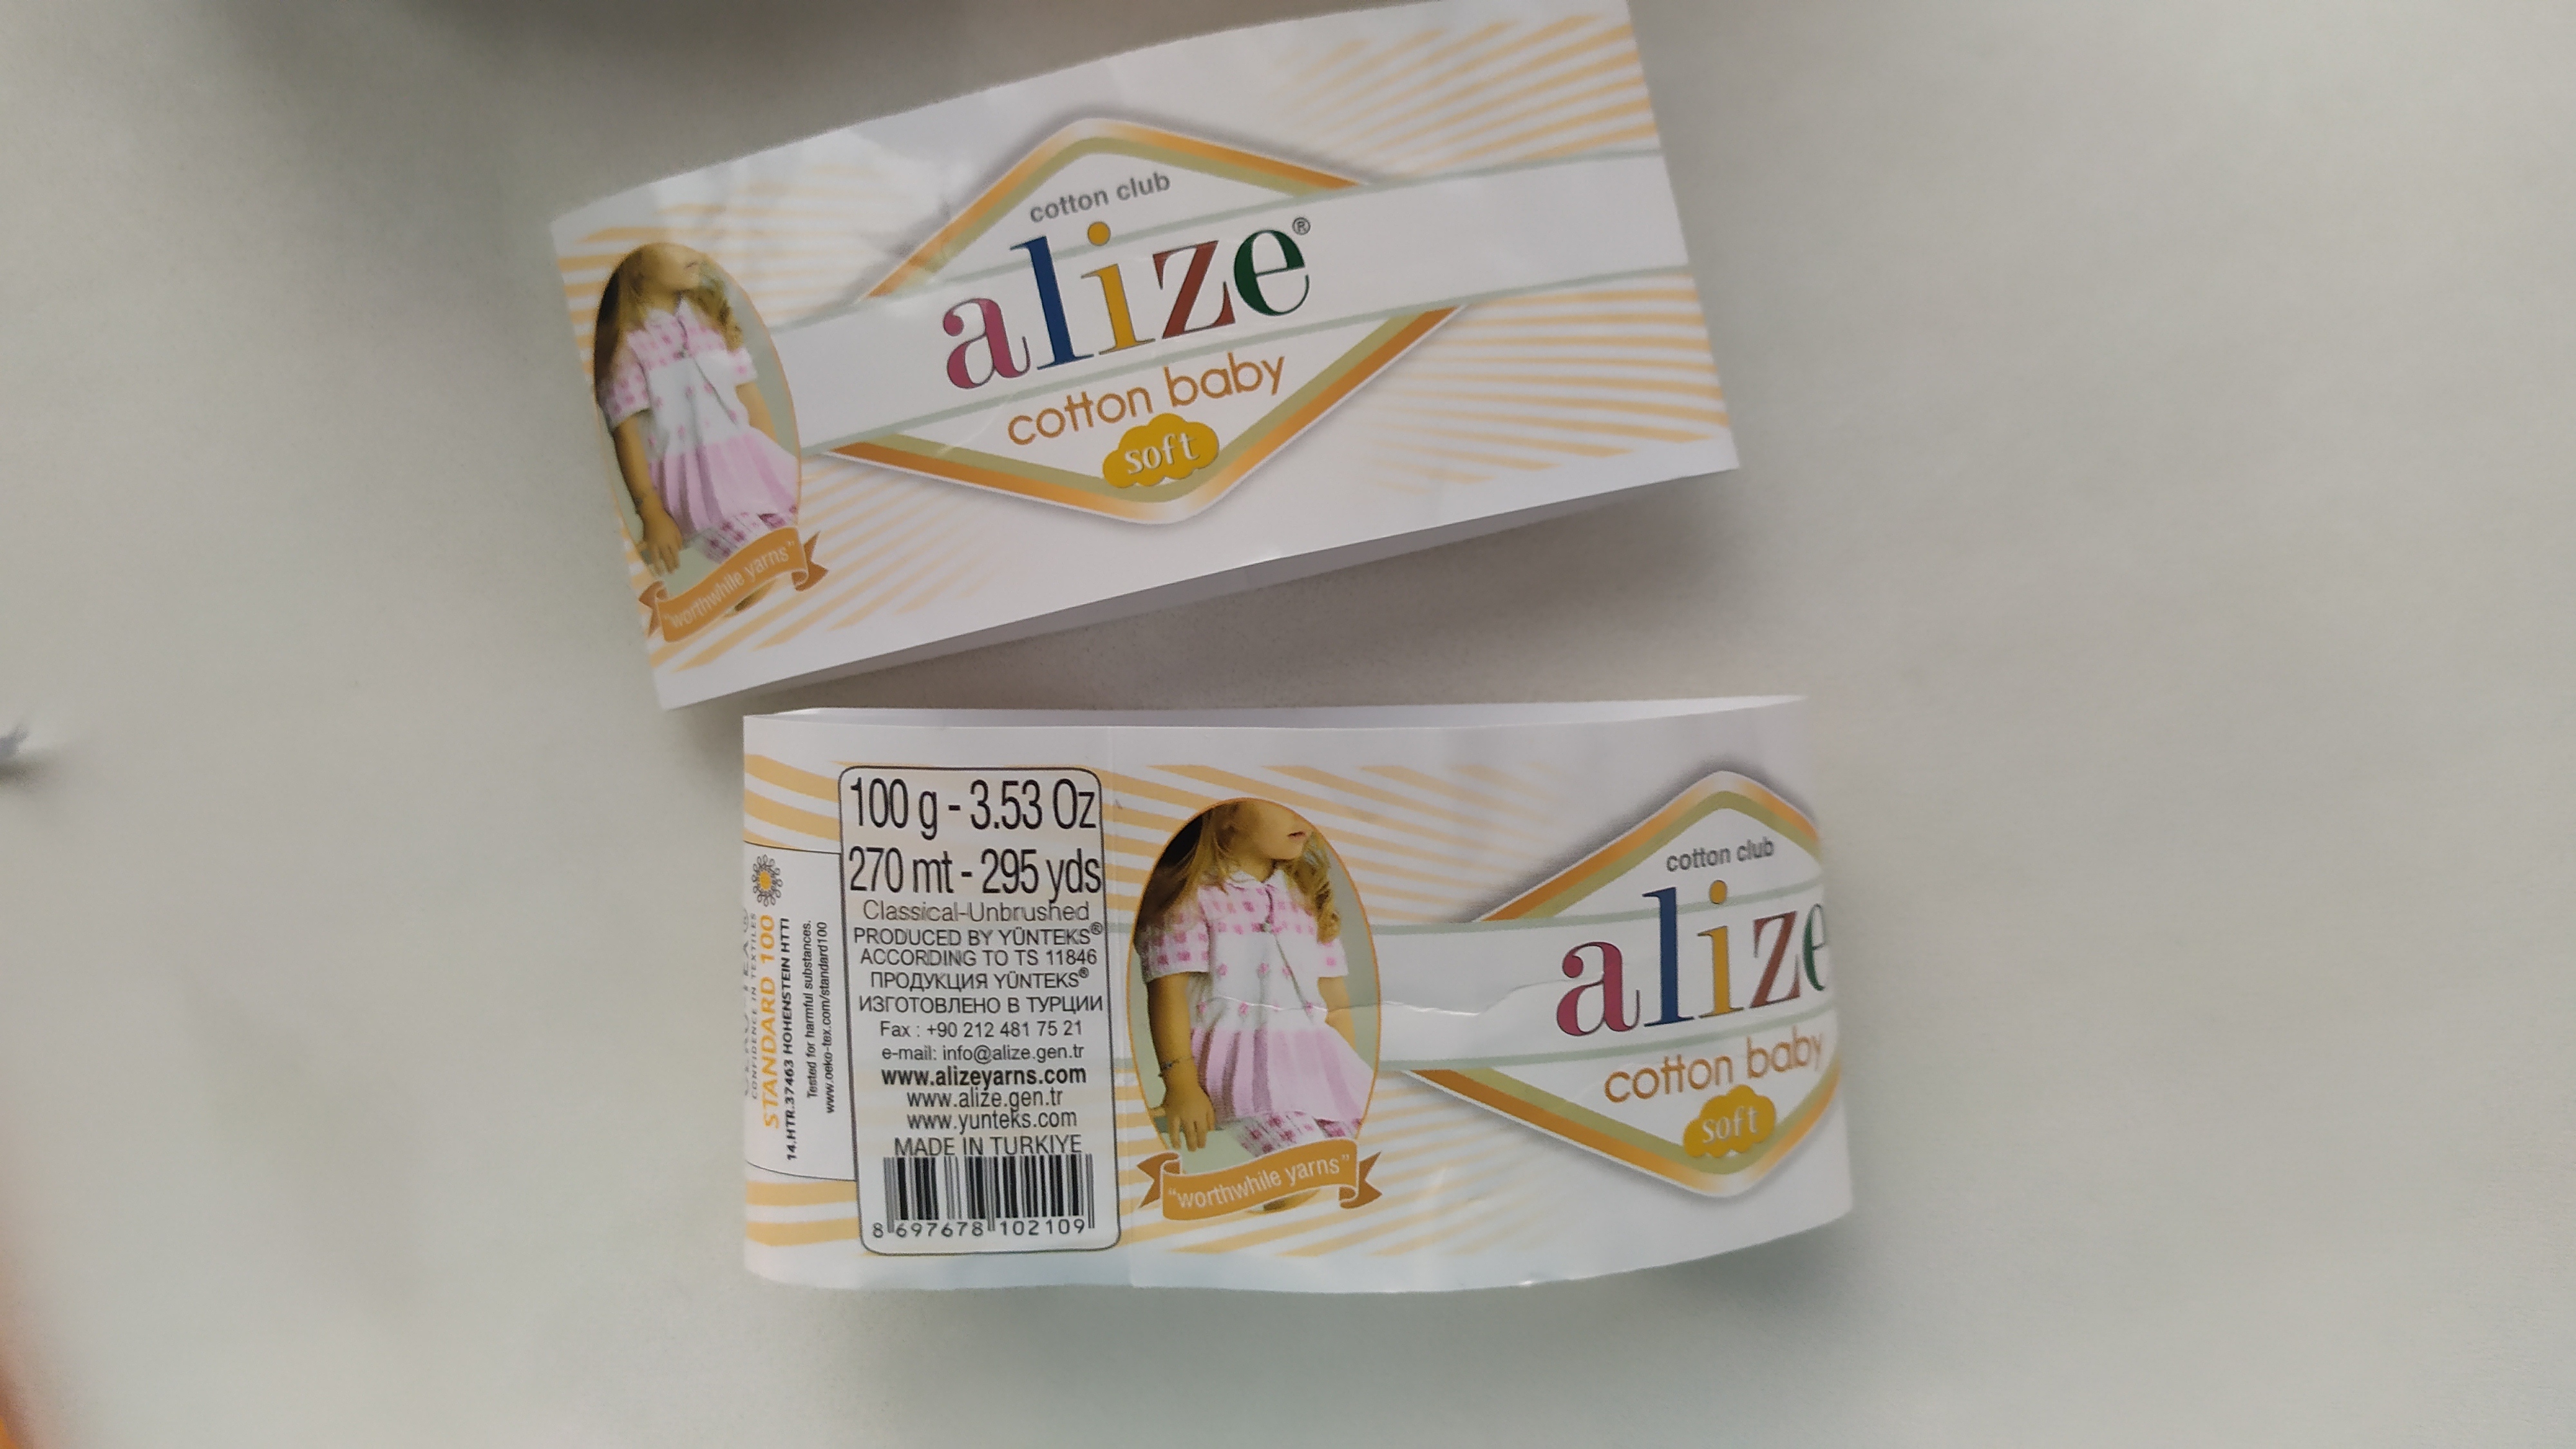 cotton club
alize®
cotton baby
soft
"worthwhile yarns"
100 g - 3.53 Oz
270 mt - 295 yds
Classical-Unbrushed
PRODUCED BY YÜNTEKS®
ACCORDING TO TS 11846
ПРОДУКЦИЯ YÜNTEKS®
ИЗГОТОВЛЕНО В ТУРЦИИ
Fax : +90 212 481 75 21
e-mail: info@alize.gen.tr
www.alizeyarns.com
www.alize.gen.tr
www.yunteks.com
MADE IN TURKIYE
8 697678 102109
CONFIDENCE IN TEXTILES
STANDARD 100
14.HTR.37463 HOHENSTEIN HTTI
Tested for harmful substances.
www.oeko-tex.com/standard100
"worthwhile yarns"
cotton club
alize
cotton baby
soft